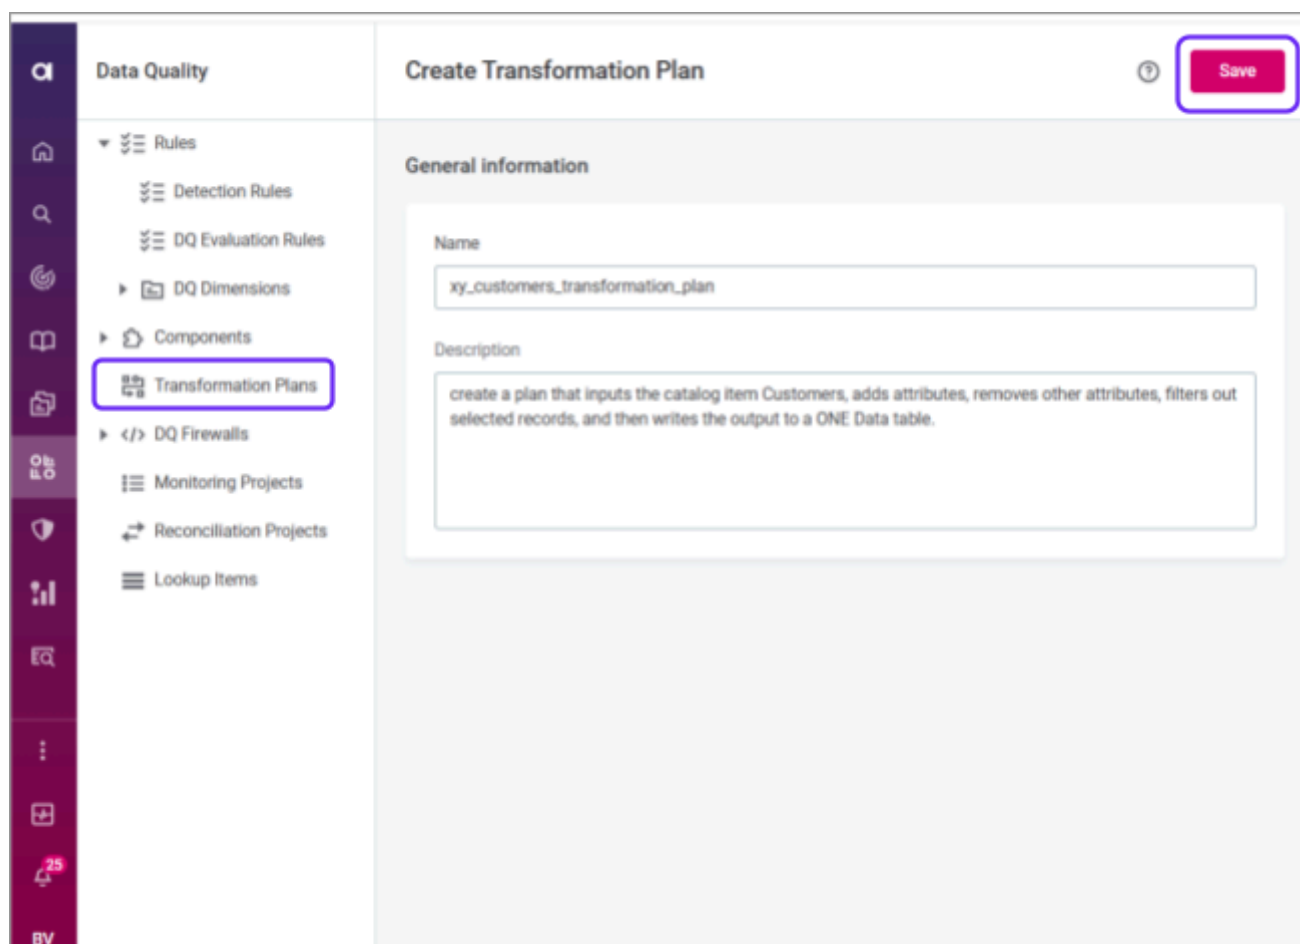 Data Quality
Create Transformation Plan
Save
Rules
Detection Rules
DQ Evaluation Rules
DQ Dimensions
Components
Transformation Plans
DQ Firewalls
Monitoring Projects
Reconciliation Projects
Lookup Items
General information
Name
xy_customers_transformation_plan
Description
create a plan that inputs the catalog item Customers, adds attributes, removes other attributes, filters out
selected records, and then writes the output to a ONE Data table.
25
BV